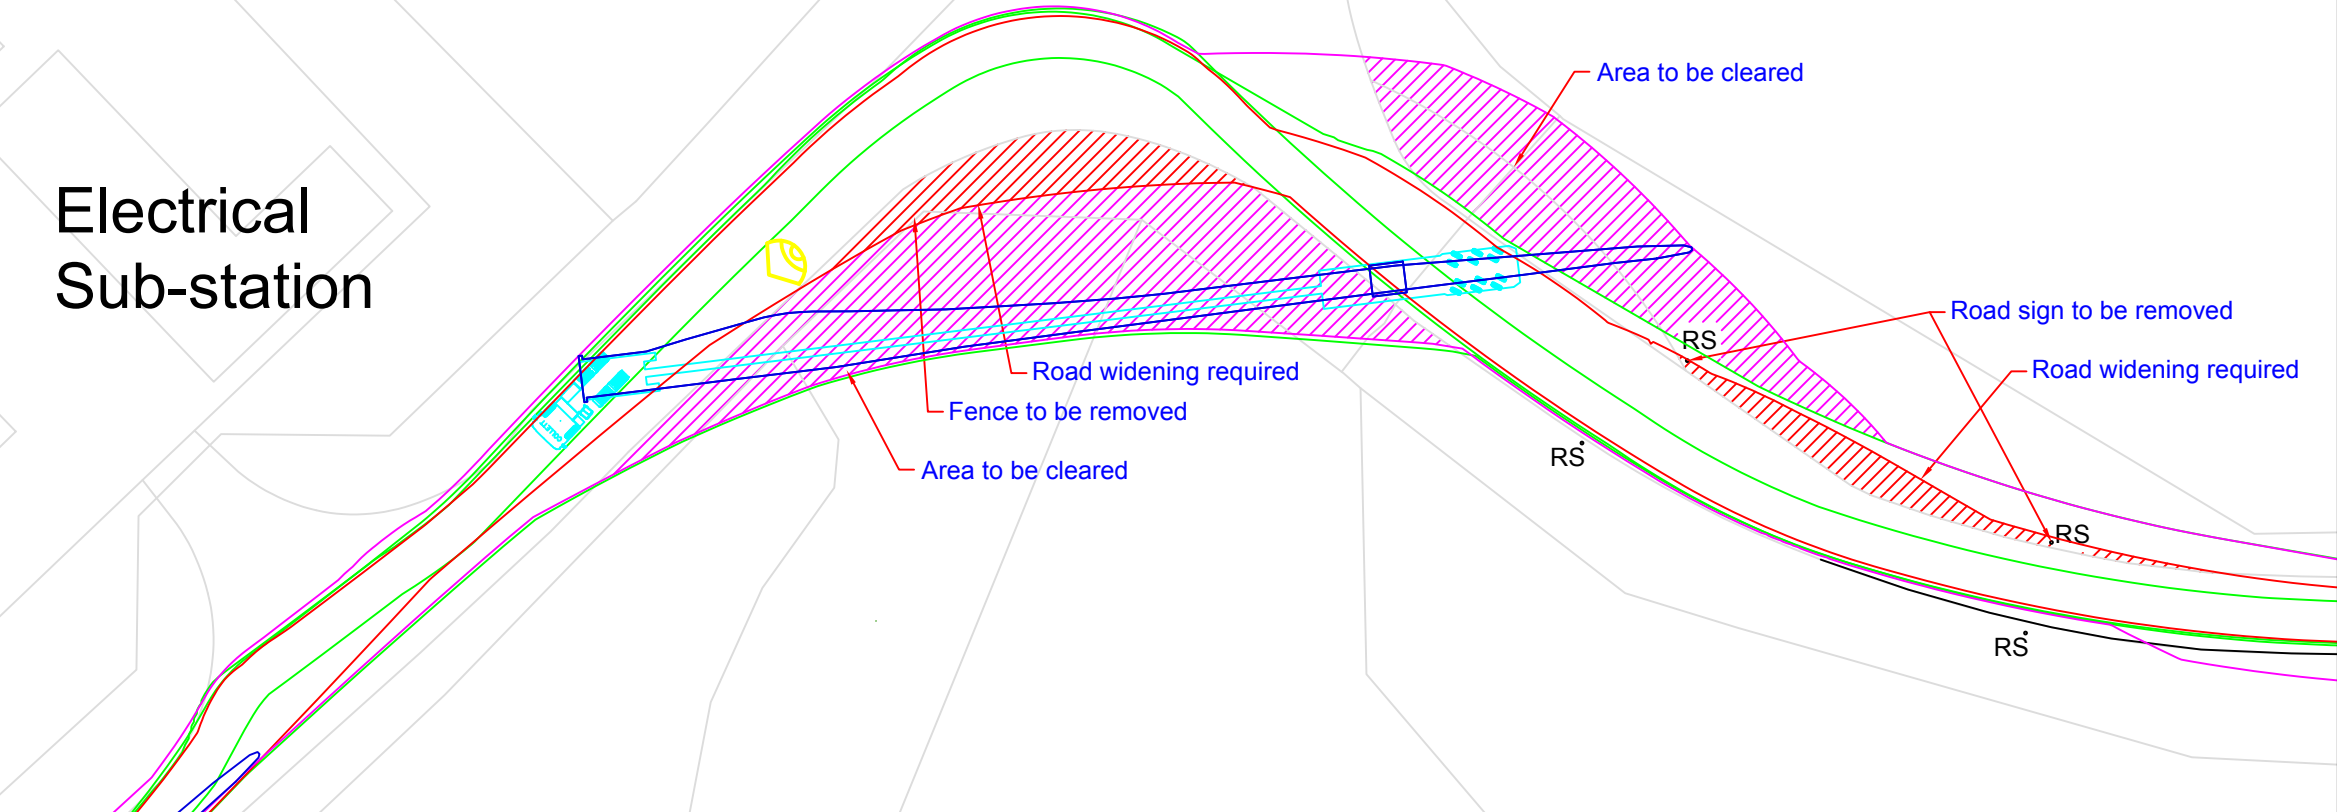 Electrical
Sub-station
Area to be cleared
RS
Road sign to be removed
Road widening required
Road widening required
Fence to be removed
Area to be cleared
RS
RS
RS
COLLETT